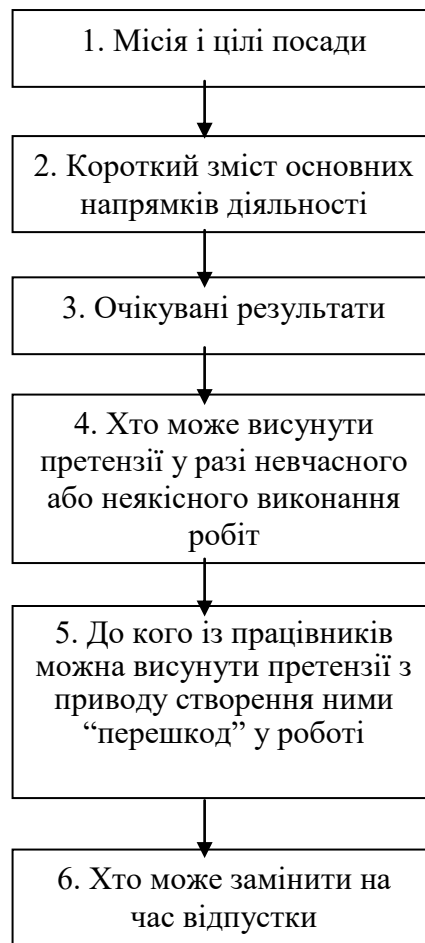 1. Місія і цілі посади
2. Короткий зміст основних
напрямків діяльності
3. Очікувані результати
4. Хто може висунути
претензії у разі невчасного
або неякісного виконання
робіт
5. До кого із працівників
можна висунути претензії з
приводу створення ними
“перешкод” у роботі
6. Хто може замінити на
час відпустки